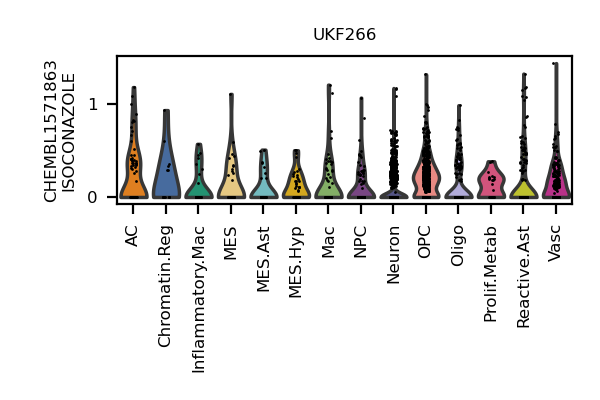 UKF266
CHEMBL1571863
ISOCONAZOLE
1
0
AC
Chromatin.Reg
Inflammatory.Mac
MES
MES.Ast
MES.Hyp
Mac
NPC
Neuron
OPC
Oligo
Prolif.Metab
Reactive.Ast
Vasc